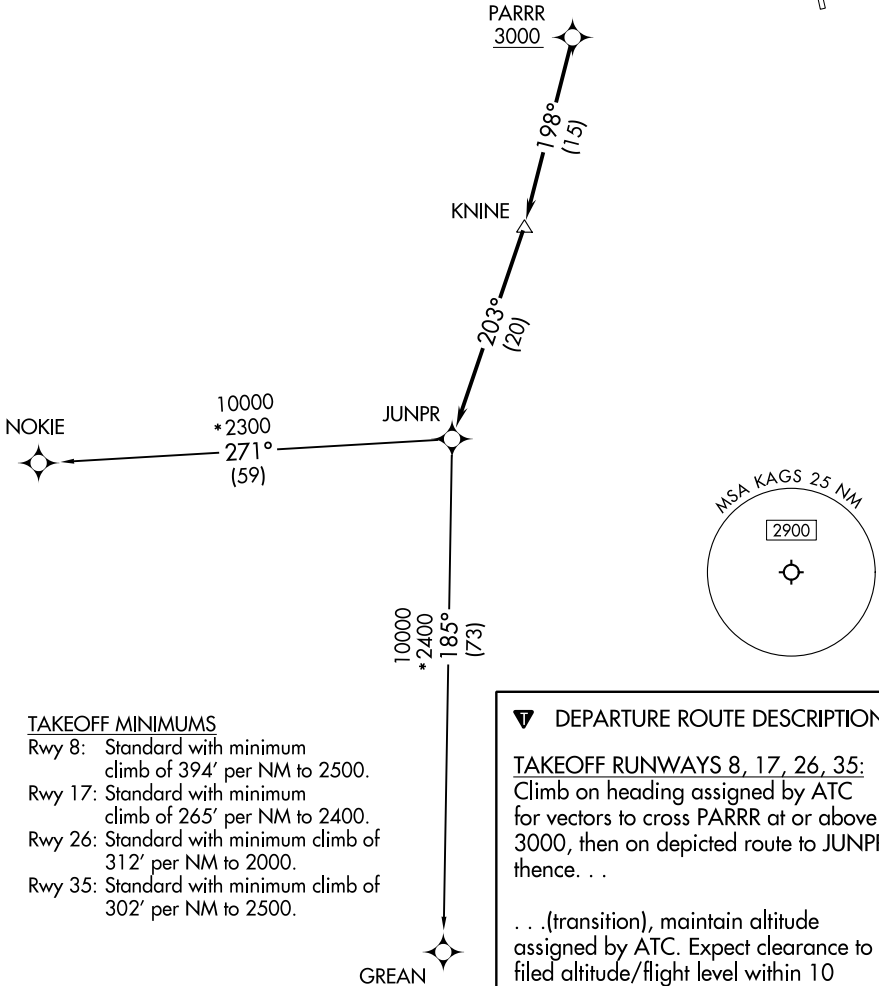 PARRR
3000
198°
(15)
KNINE
203°
(20)
JUNPR
10000
*2300
271°
(59)
NOKIE
MSA KAGS 25 NM
2900
10000
*2400
185°
(73)
GREAN
TAKEOFF MINIMUMS
Rwy 8: Standard with minimum
climb of 394' per NM to 2500.
Rwy 17: Standard with minimum
climb of 265' per NM to 2400.
Rwy 26: Standard with minimum climb of
312' per NM to 2000.
Rwy 35: Standard with minimum climb of
302' per NM to 2500.
T DEPARTURE ROUTE DESCRIPTION
TAKEOFF RUNWAYS 8, 17, 26, 35:
Climb on heading assigned by ATC
for vectors to cross PARRR at or above
3000, then on depicted route to JUNPR
thence. . .
. . .(transition), maintain altitude
assigned by ATC. Expect clearance to
filed altitude/flight level within 10